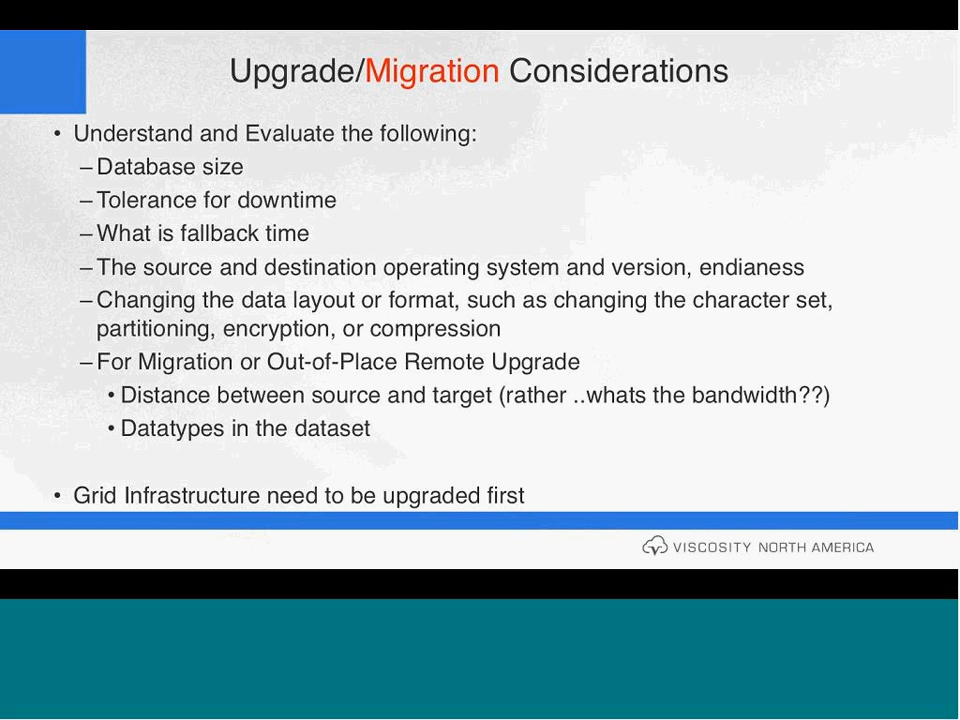 Upgrade/Migration Considerations
• Understand and Evaluate the following:
– Database size
– Tolerance for downtime
– What is fallback time
– The source and destination operating system and version, endianess
– Changing the data layout or format, such as changing the character set,
partitioning, encryption, or compression
– For Migration or Out-of-Place Remote Upgrade
• Distance between source and target (rather ..whats the bandwidth??)
• Datatypes in the dataset
• Grid Infrastructure need to be upgraded first
VISCOSITY NORTH AMERICA